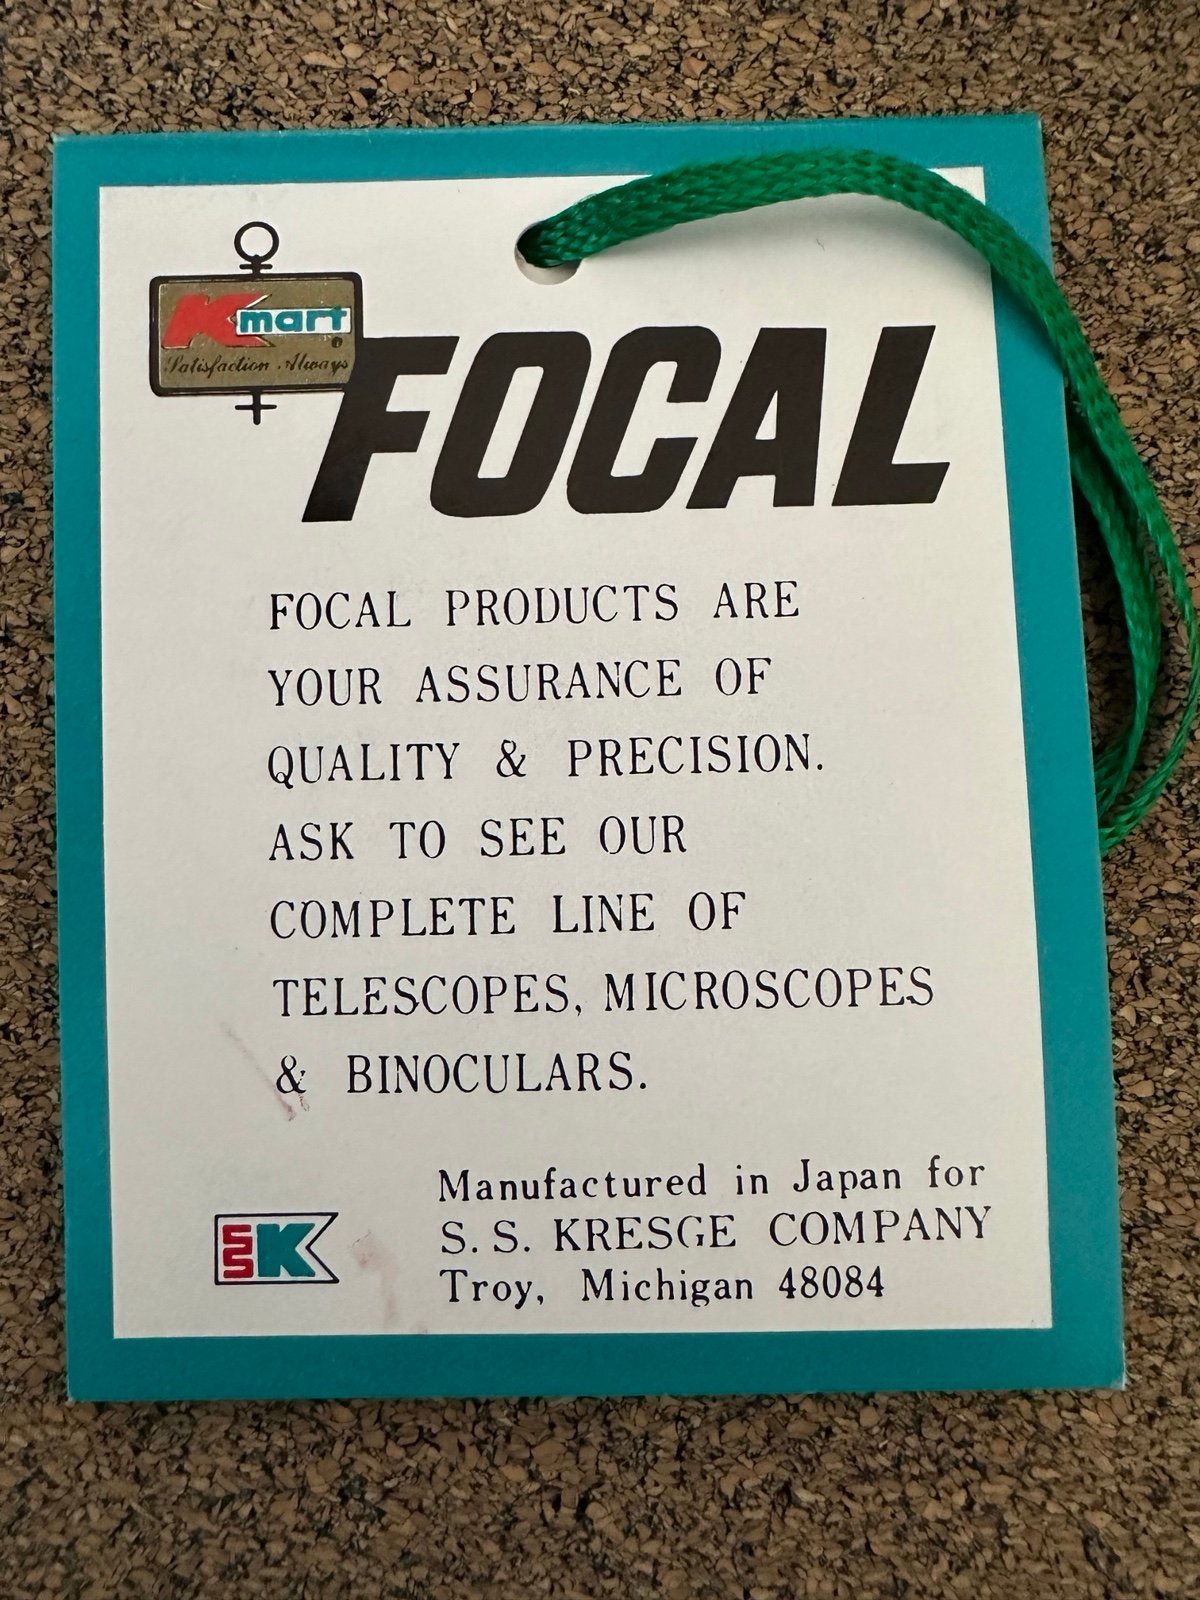 Kmart
Satisfaction Always
FOCAL
FOCAL PRODUCTS ARE
YOUR ASSURANCE OF
QUALITY & PRECISION.
ASK TO SEE OUR
COMPLETE LINE OF
TELESCOPES, MICROSCOPES
& BINOCULARS.
SSK
Manufactured in Japan for
S. S. KRESGE COMPANY
Troy, Michigan 48084